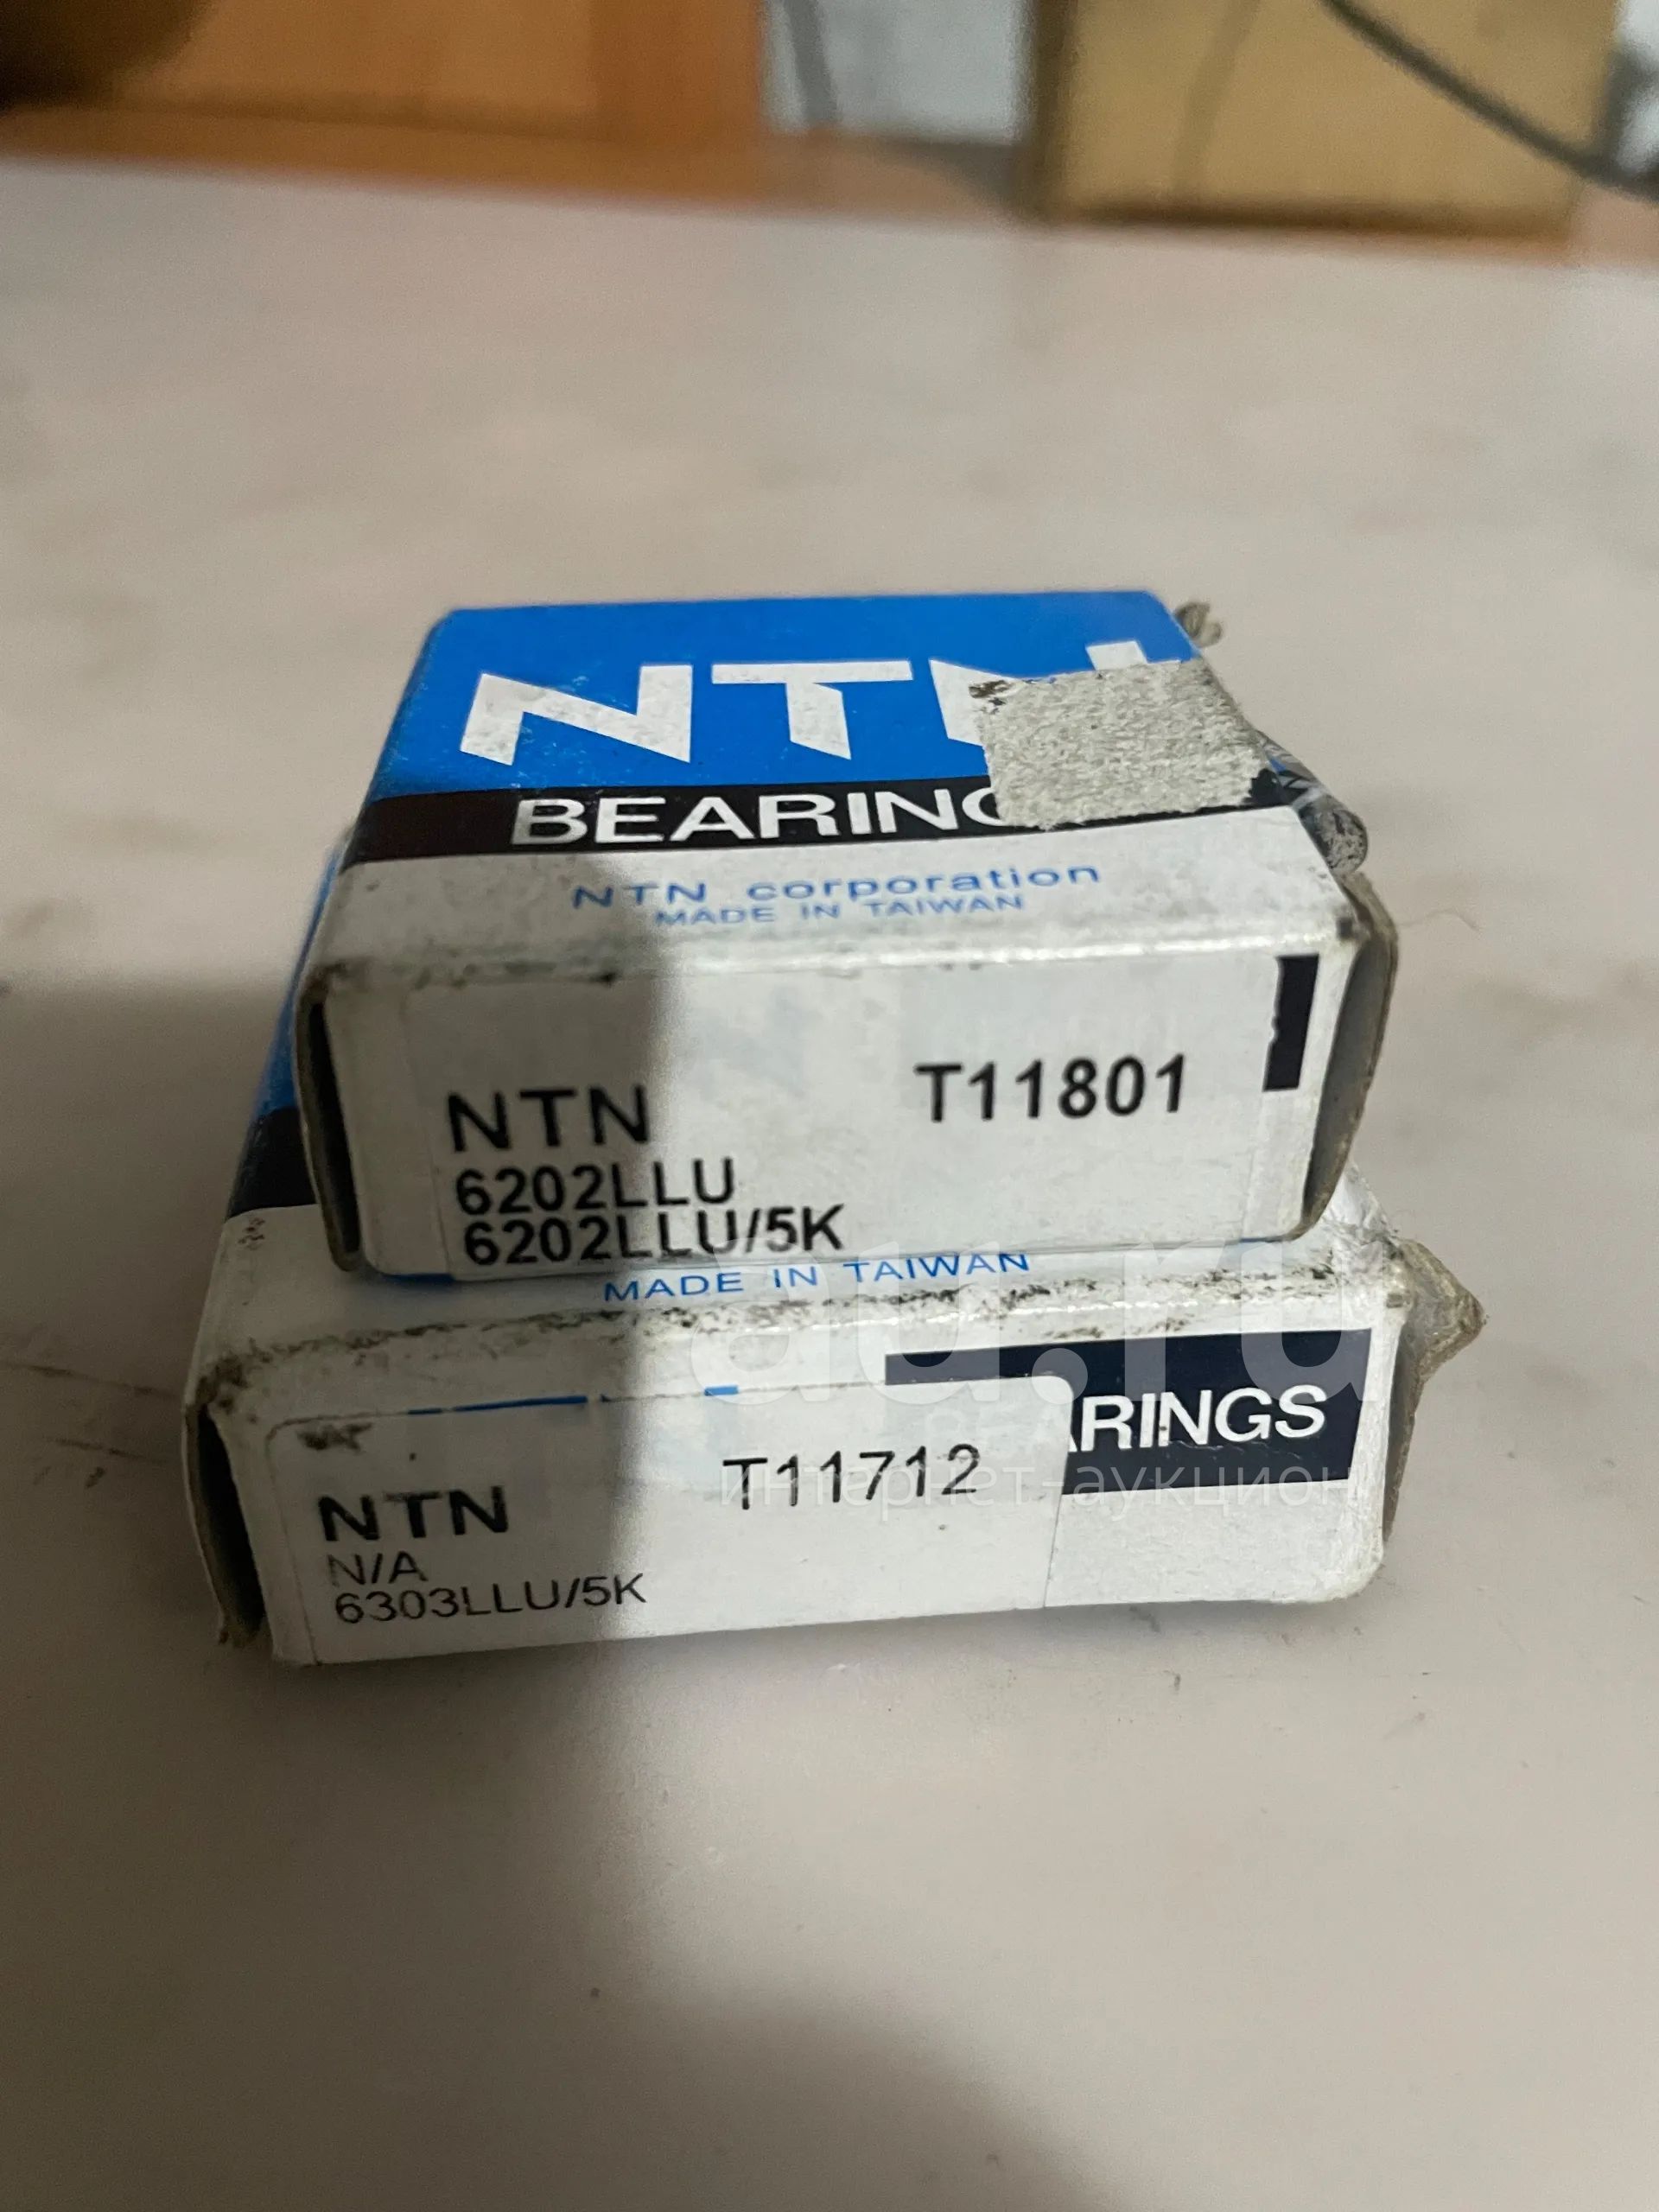 NTN
BEARING
NTN corporation
MADE IN TAIWAN
NTN T11801
6202LLU
6202LLU/5K
MADE IN TAIWAN
au.ru
интернет-аукцион
BEARINGS
NTN T11712
N/A
6303LLU/5K